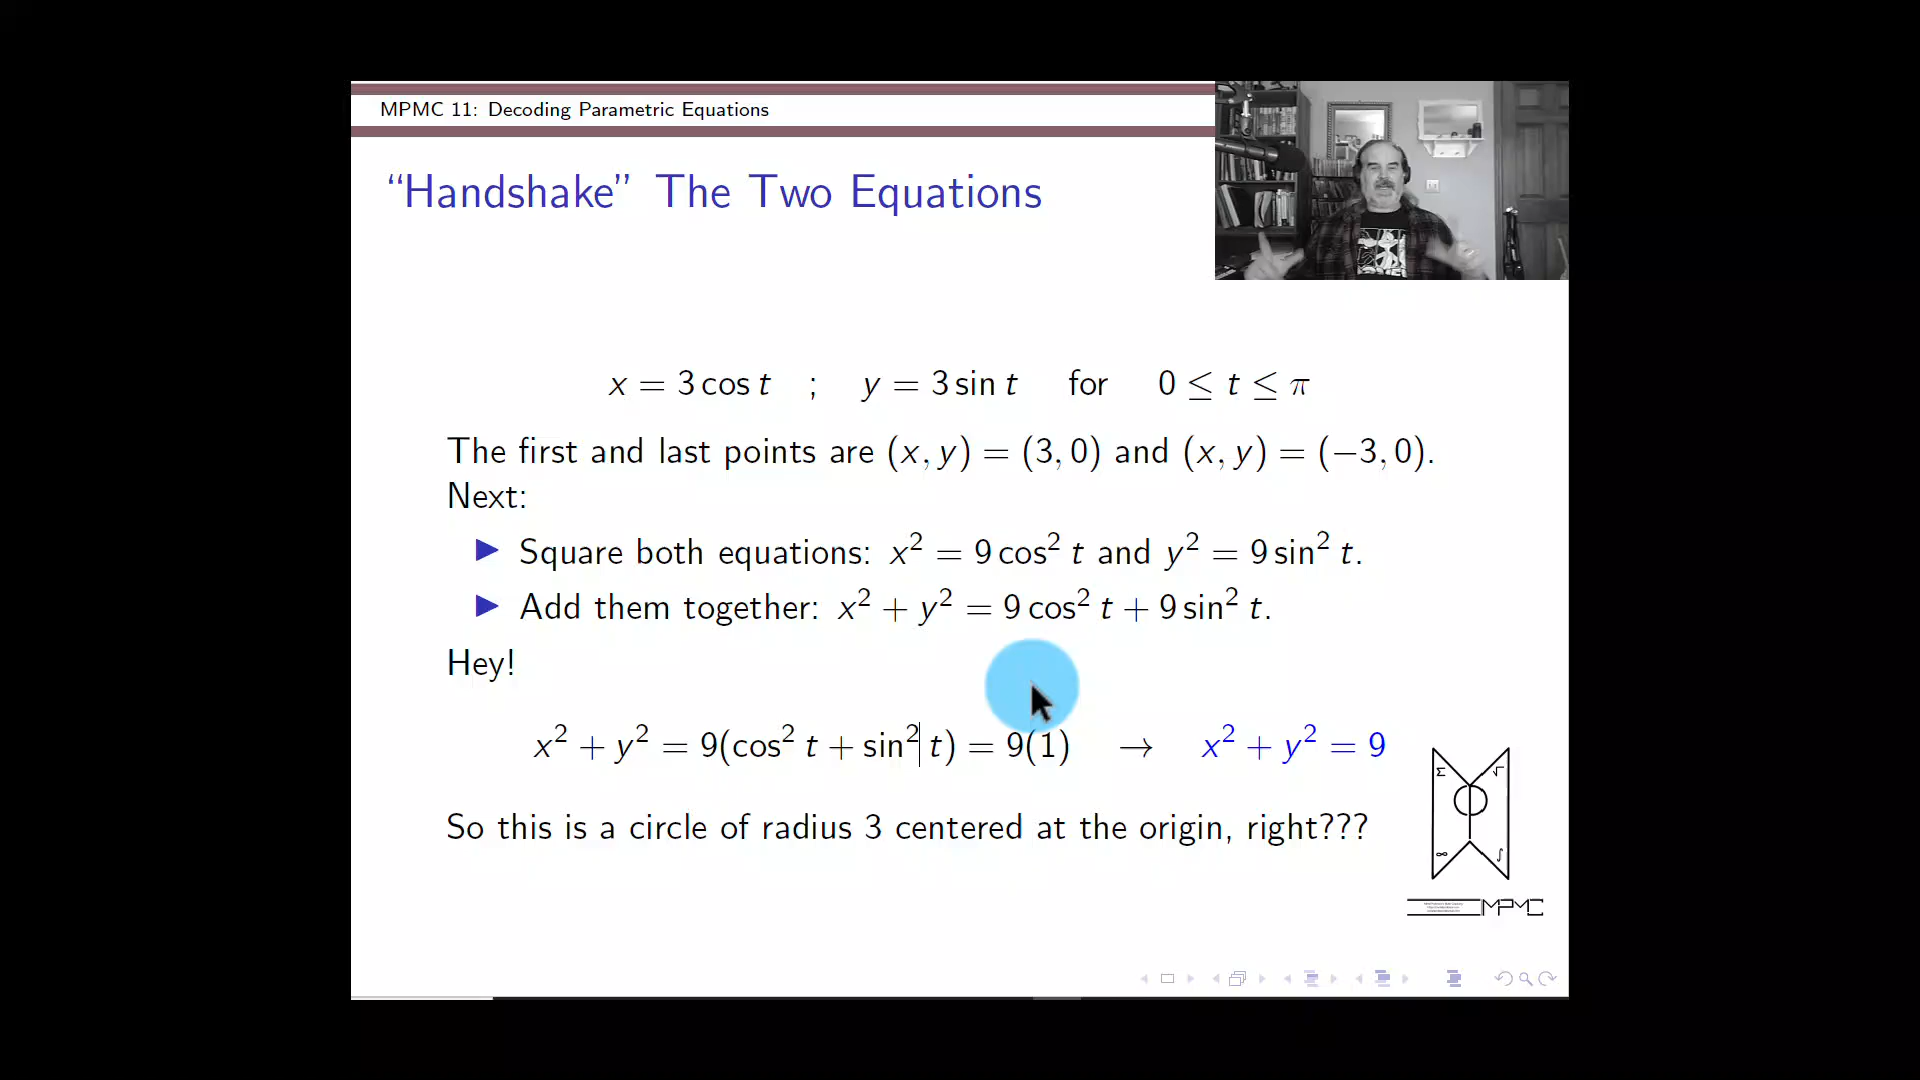 MPMC 11: Decoding Parametric Equations
“Handshake” The Two Equations
x = 3 cos t ; y = 3 sin t for 0 ≤ t ≤ π
The first and last points are (x, y) = (3, 0) and (x, y) = (−3, 0).
Next:
▶ Square both equations: x² = 9 cos² t and y² = 9 sin² t.
▶ Add them together: x² + y² = 9 cos² t + 9 sin² t.
Hey!
x² + y² = 9(cos² t + sin² t) = 9(1) → x² + y² = 9
So this is a circle of radius 3 centered at the origin, right???
Σ √
∞ ∫
MPMC